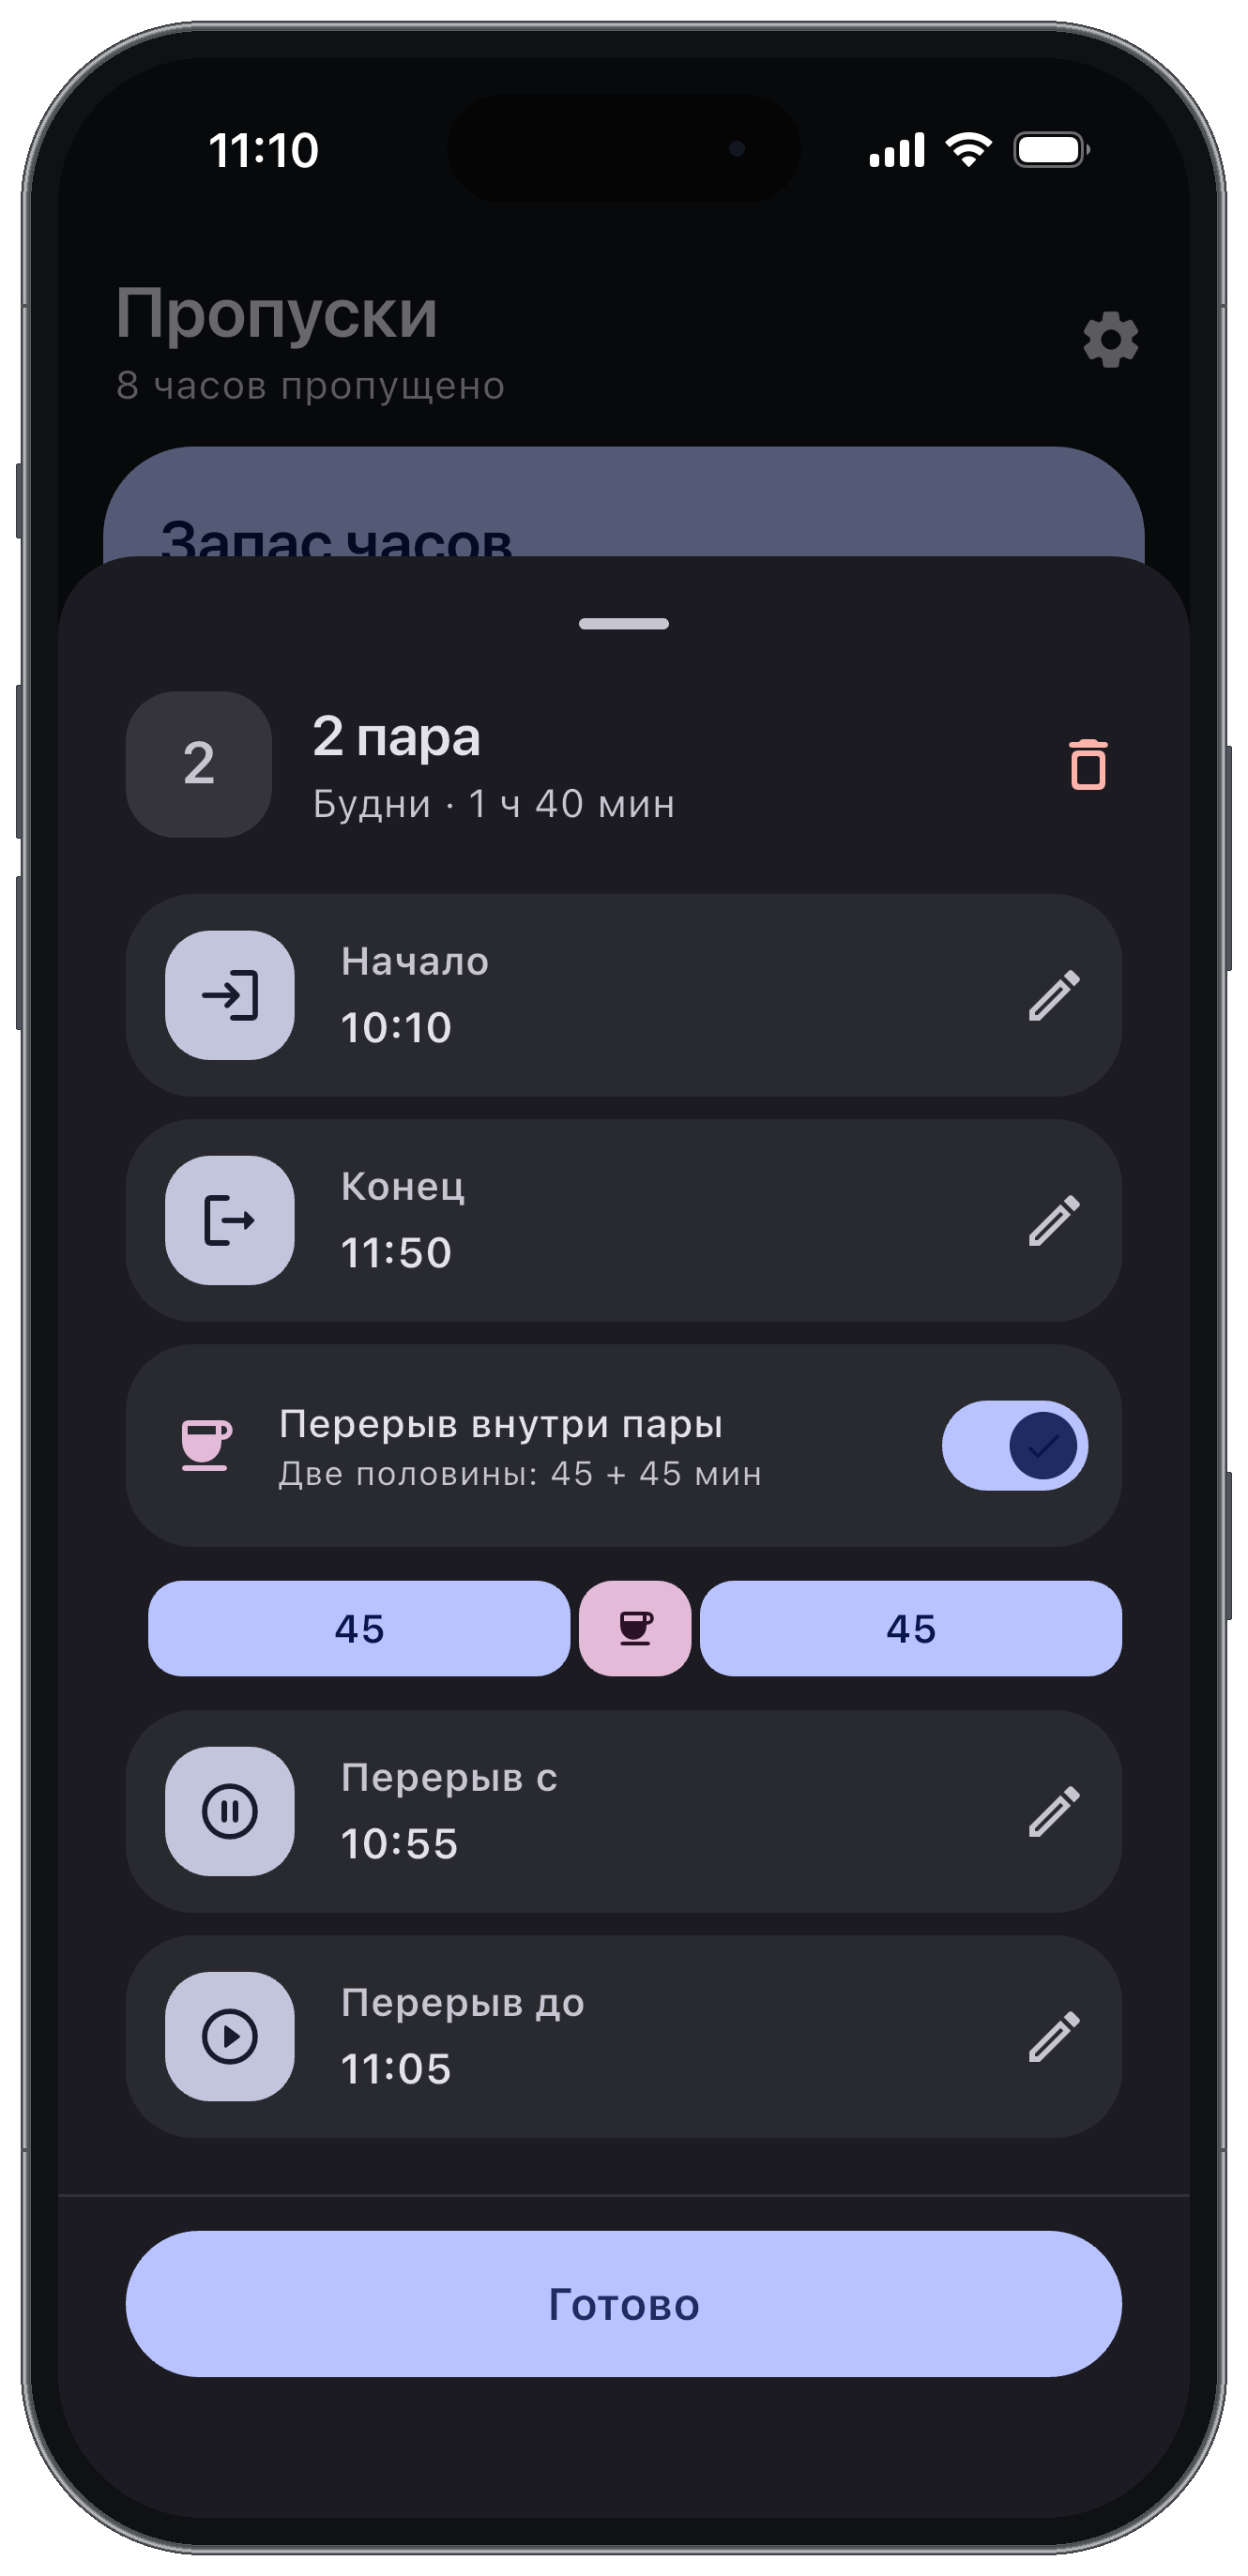 11:10
Пропуски
8 часов пропущено
Запас часов
2
2 пара
Будни · 1 ч 40 мин
Начало
10:10
Конец
11:50
Перерыв внутри пары
Две половины: 45 + 45 мин
45
45
Перерыв с
10:55
Перерыв до
11:05
Готово